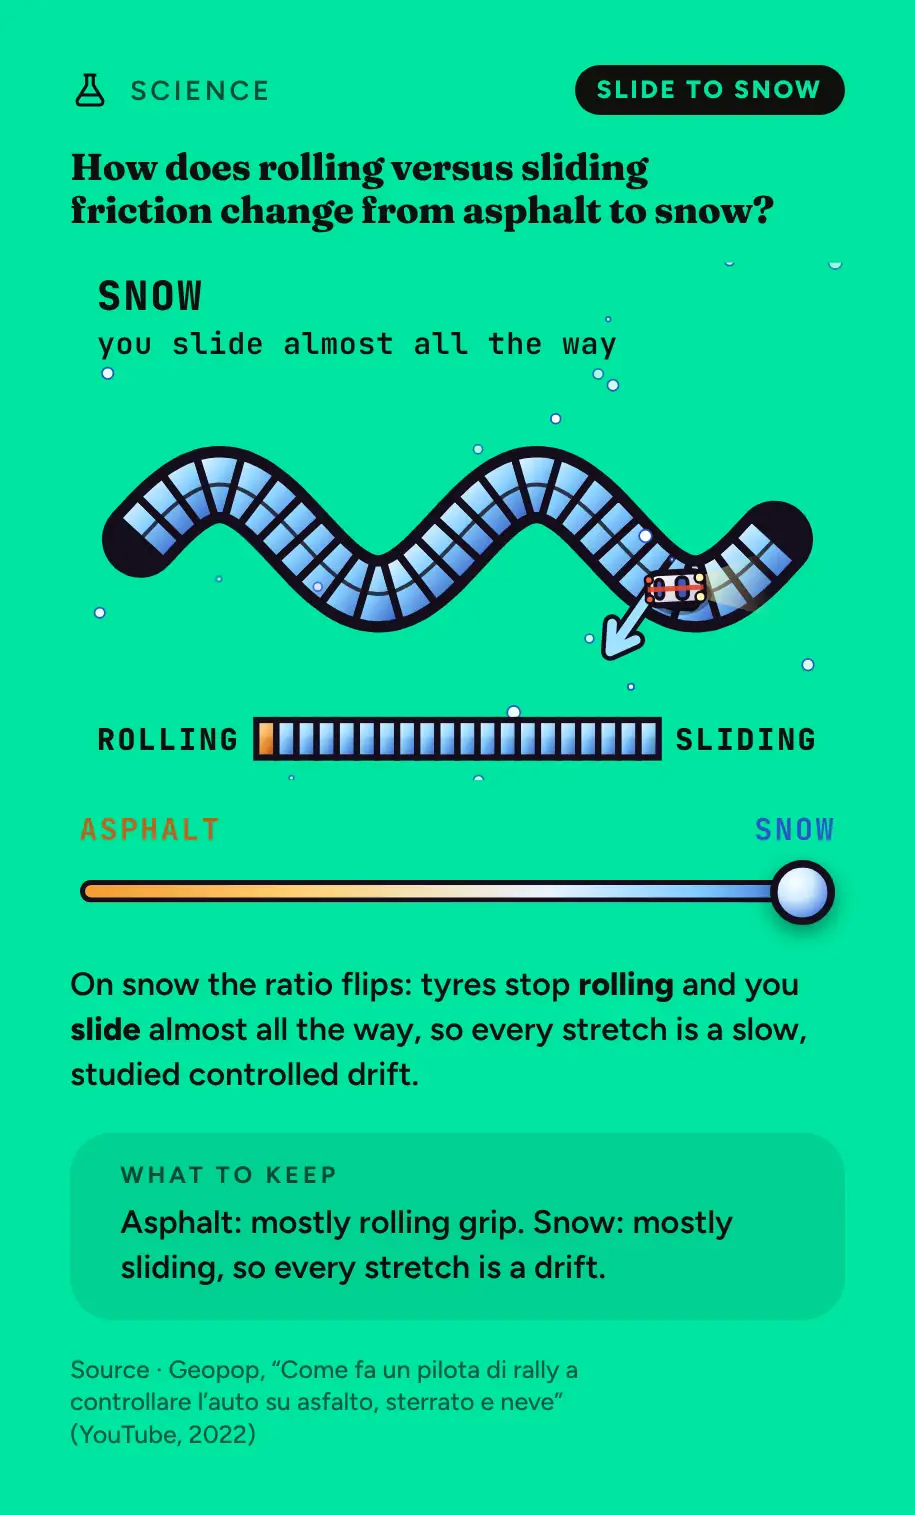 SCIENCE
SLIDE TO SNOW
How does rolling versus sliding
friction change from asphalt to snow?
SNOW
you slide almost all the way
ROLLING
SLIDING
ASPHALT
SNOW
On snow the ratio flips: tyres stop rolling and you
slide almost all the way, so every stretch is a slow,
studied controlled drift.
WHAT TO KEEP
Asphalt: mostly rolling grip. Snow: mostly
sliding, so every stretch is a drift.
Source · Geopop, “Come fa un pilota di rally a
controllare l’auto su asfalto, sterrato e neve”
(YouTube, 2022)